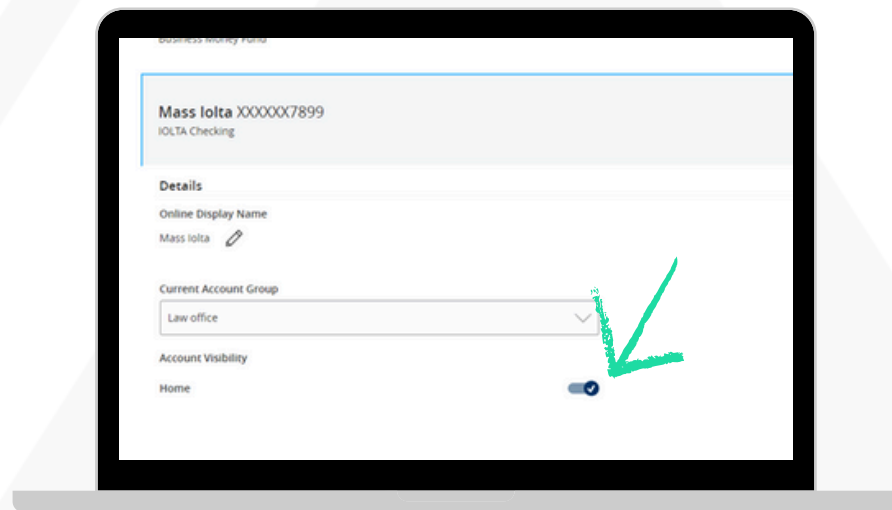 Business Money Fund
Mass Iolta XXXXXX7899
IOLTA Checking
Details
Online Display Name
Mass Iolta
Current Account Group
Law office
Account Visibility
Home